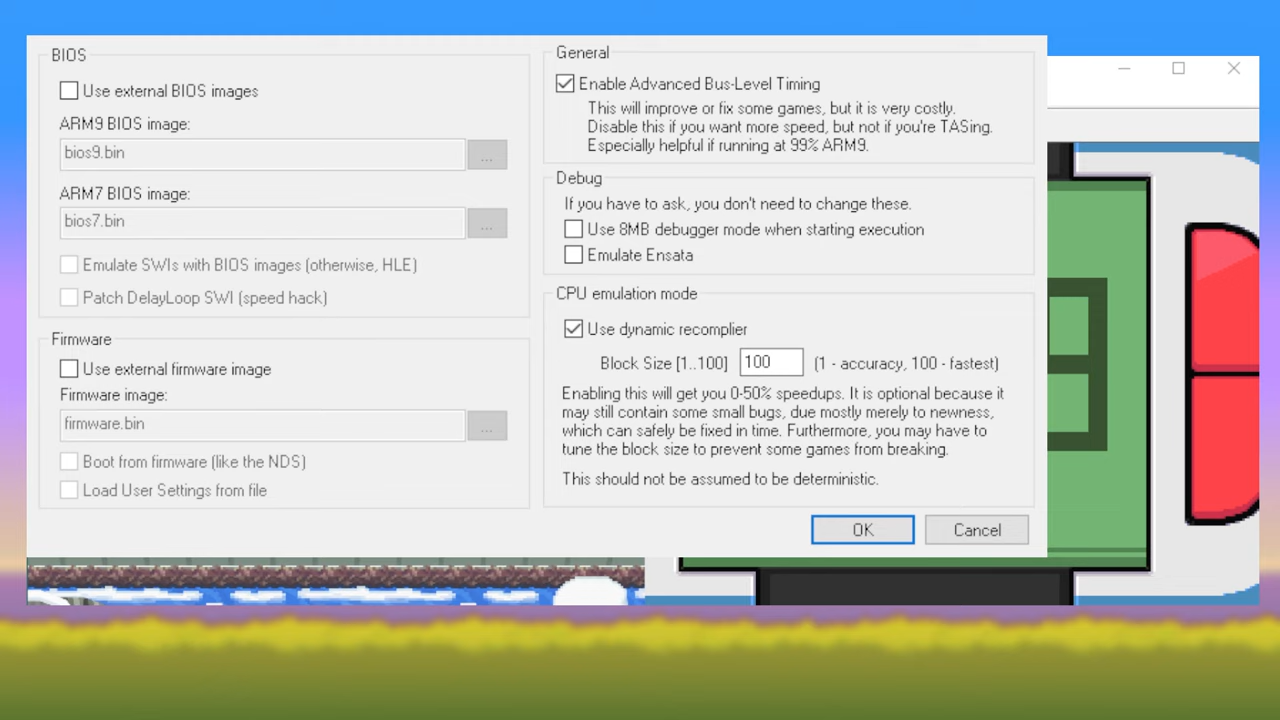 BIOS
Use external BIOS images
ARM9 BIOS image:
bios9.bin
...
ARM7 BIOS image:
bios7.bin
...
Emulate SWIs with BIOS images (otherwise, HLE)
Patch DelayLoop SWI (speed hack)
Firmware
Use external firmware image
Firmware image:
firmware.bin
...
Boot from firmware (like the NDS)
Load User Settings from file
General
Enable Advanced Bus-Level Timing
This will improve or fix some games, but it is very costly.
Disable this if you want more speed, but not if you're TASing.
Especially helpful if running at 99% ARM9.
Debug
If you have to ask, you don't need to change these.
Use 8MB debugger mode when starting execution
Emulate Ensata
CPU emulation mode
Use dynamic recomplier
Block Size [1..100] 100 (1 - accuracy, 100 - fastest)
Enabling this will get you 0-50% speedups. It is optional because it
may still contain some small bugs, due mostly merely to newness,
which can safely be fixed in time. Furthermore, you may have to
tune the block size to prevent some games from breaking.
This should not be assumed to be deterministic.
OK Cancel